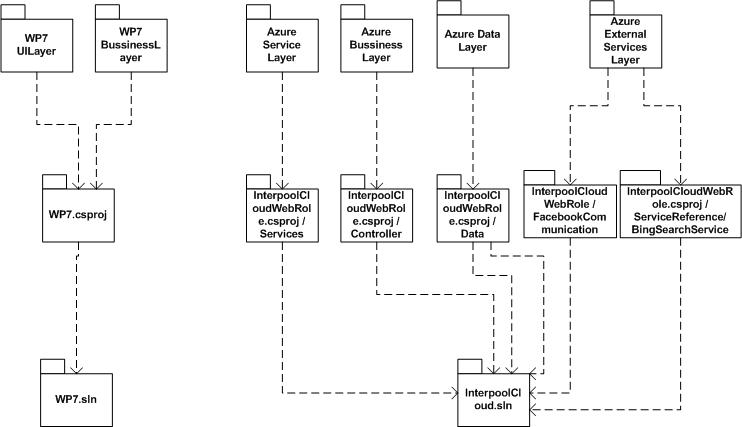 WP7
UILayer
WP7
BussinessL
ayer
Azure
Service
Layer
Azure
Bussiness
Layer
Azure Data
Layer
Azure
External
Services
Layer
WP7.csproj
InterpoolCl
oudWebRol
e.csproj /
Services
InterpoolCl
oudWebRol
e.csproj /
Controller
InterpoolCl
oudWebRol
e.csproj /
Data
InterpoolCloud
WebRole /
FacebookCom
munication
InterpoolCloudWebR
ole.csproj /
ServiceReference/
BingSearchService
WP7.sln
InterpoolCl
oud.sln